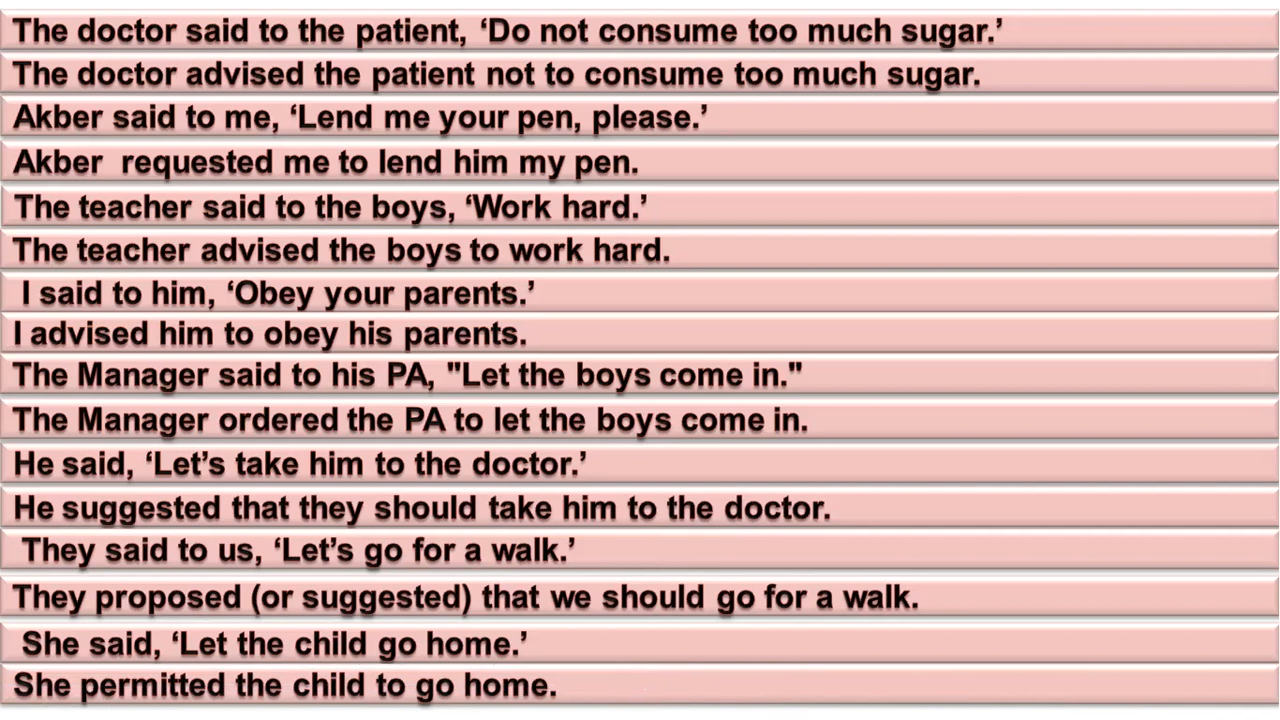 The doctor said to the patient, ‘Do not consume too much sugar.’
The doctor advised the patient not to consume too much sugar.
Akber said to me, ‘Lend me your pen, please.’
Akber requested me to lend him my pen.
The teacher said to the boys, ‘Work hard.’
The teacher advised the boys to work hard.
I said to him, ‘Obey your parents.’
I advised him to obey his parents.
The Manager said to his PA, "Let the boys come in."
The Manager ordered the PA to let the boys come in.
He said, ‘Let’s take him to the doctor.’
He suggested that they should take him to the doctor.
They said to us, ‘Let’s go for a walk.’
They proposed (or suggested) that we should go for a walk.
She said, ‘Let the child go home.’
She permitted the child to go home.